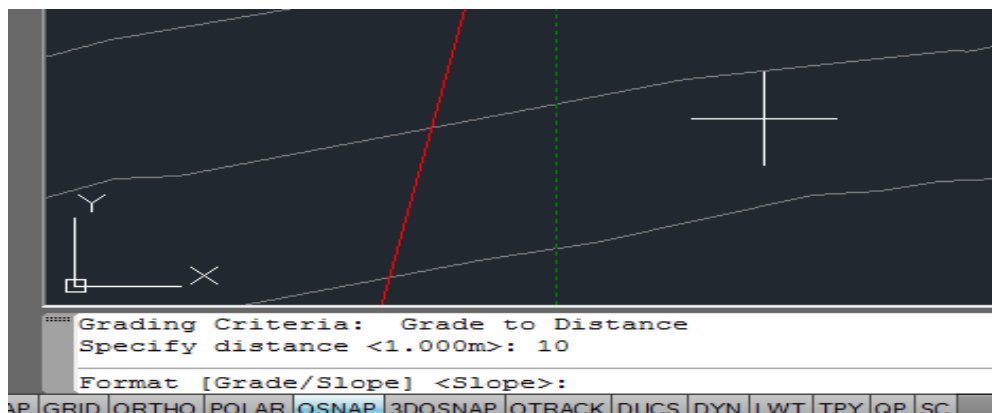 Y
X
Grading Criteria:  Grade to Distance
Specify distance <1.000m>: 10
Format [Grade/Slope] <Slope>:
AP GRID ORTHO POLAR OSNAP 3DOSNAP OTRACK DUCS DYN LWT TPY QP SC